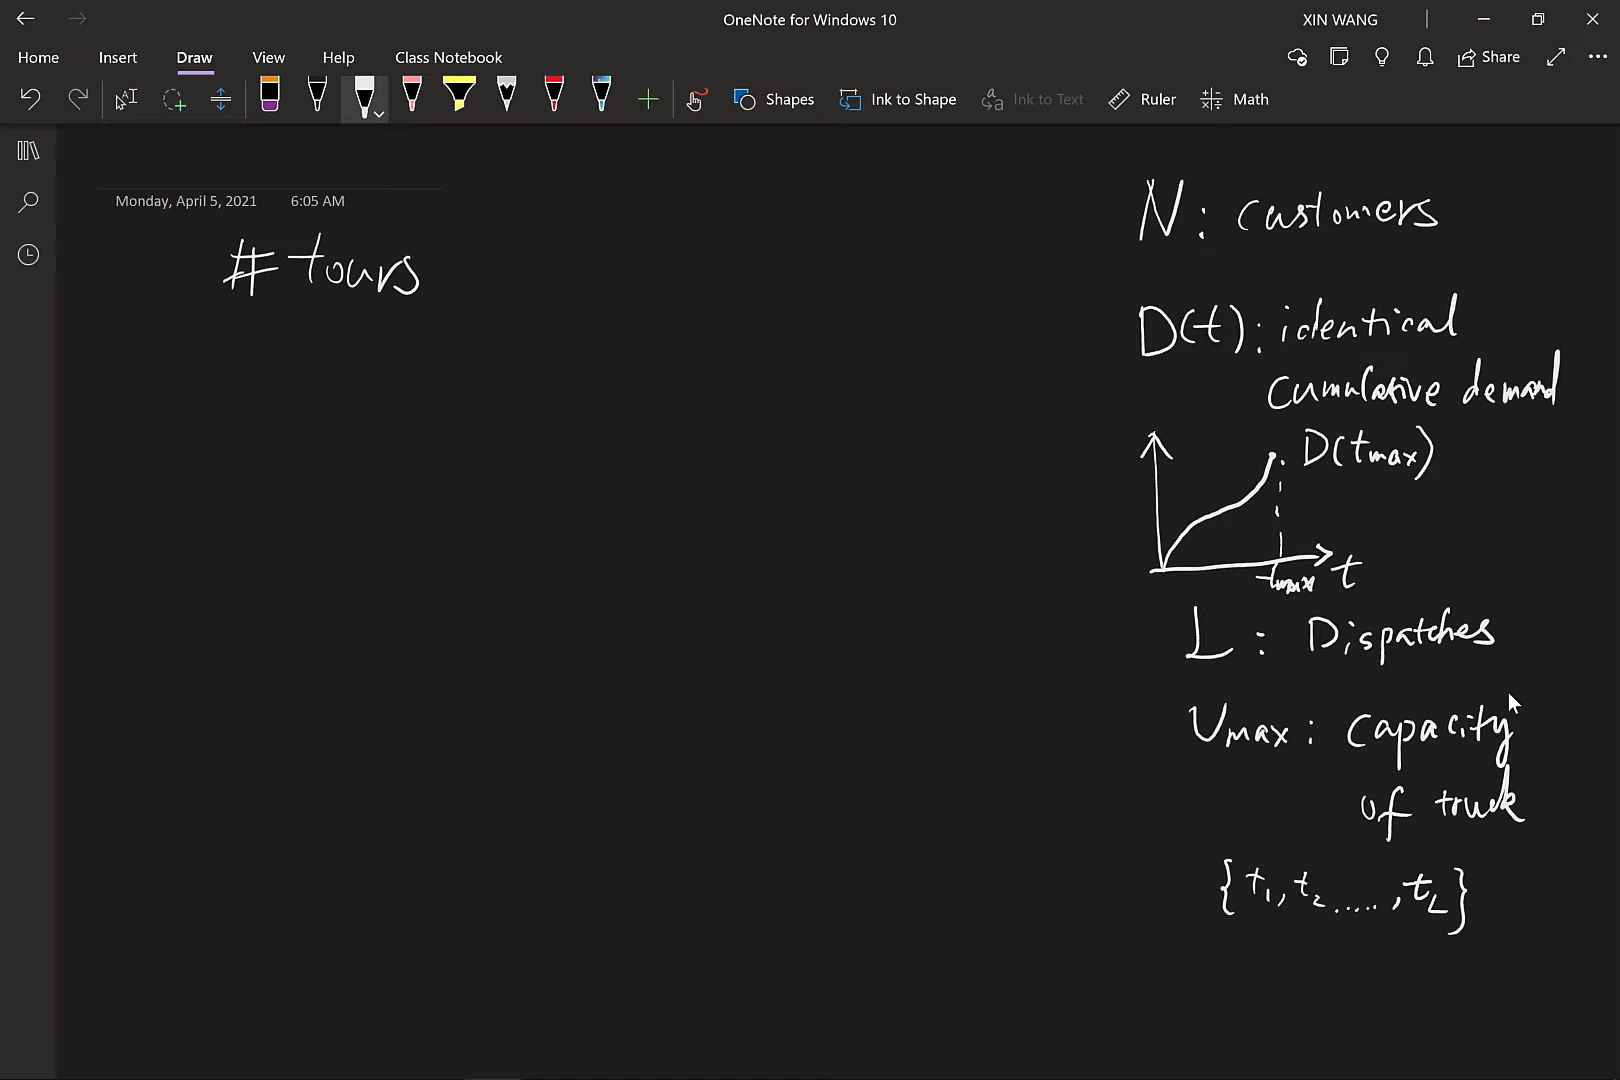 OneNote for Windows 10
XIN WANG
Home Insert Draw View Help Class Notebook
Share
Shapes Ink to Shape Ink to Text Ruler Math
Monday, April 5, 2021 6:05 AM
# tours
N: customers
D(t): identical
cumulative demand
D(tmax)
tmax t
L: Dispatches
Vmax: capacity
of truck
{t1, t2 ....., tL}